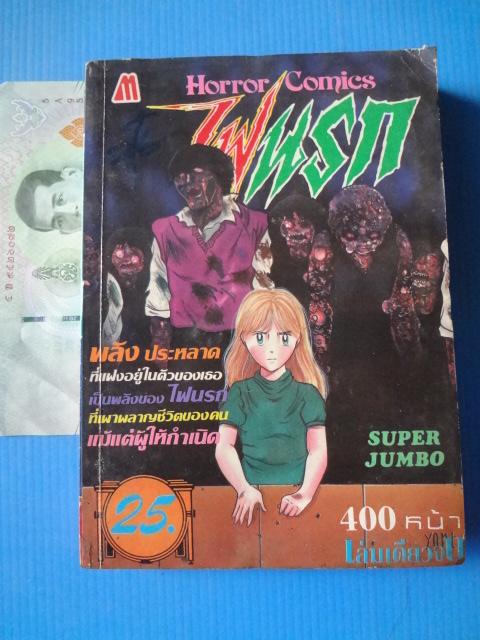 M
Horror Comics
ไฟนรก
พลัง ประหลาด
ที่แฝงอยู่ในตัวของเธอ
เป็นพลังของ ไฟนรก
ที่เผาผลาญชีวิตของคน
แม้แต่ผู้ให้กำเนิด
SUPER
JUMBO
25.
400 หน้า
เล่มเดียวจบ